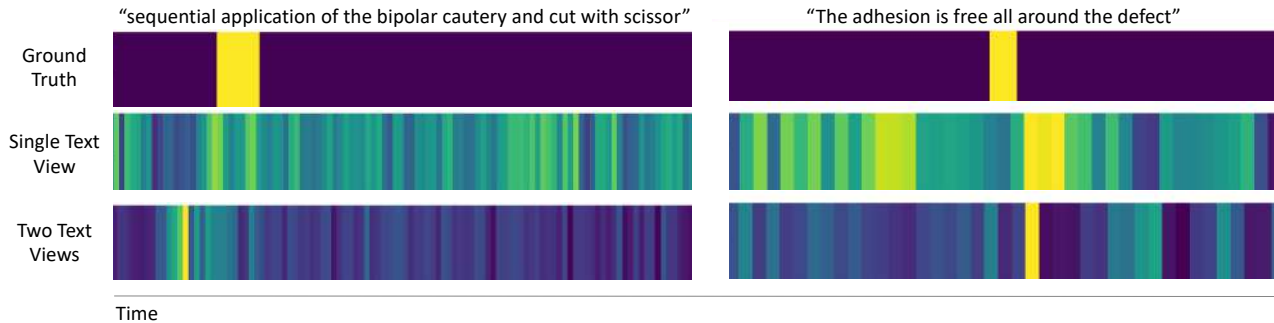 “sequential application of the bipolar cautery and cut with scissor”
“The adhesion is free all around the defect”
Ground
Truth
Single Text
View
Two Text
Views
Time